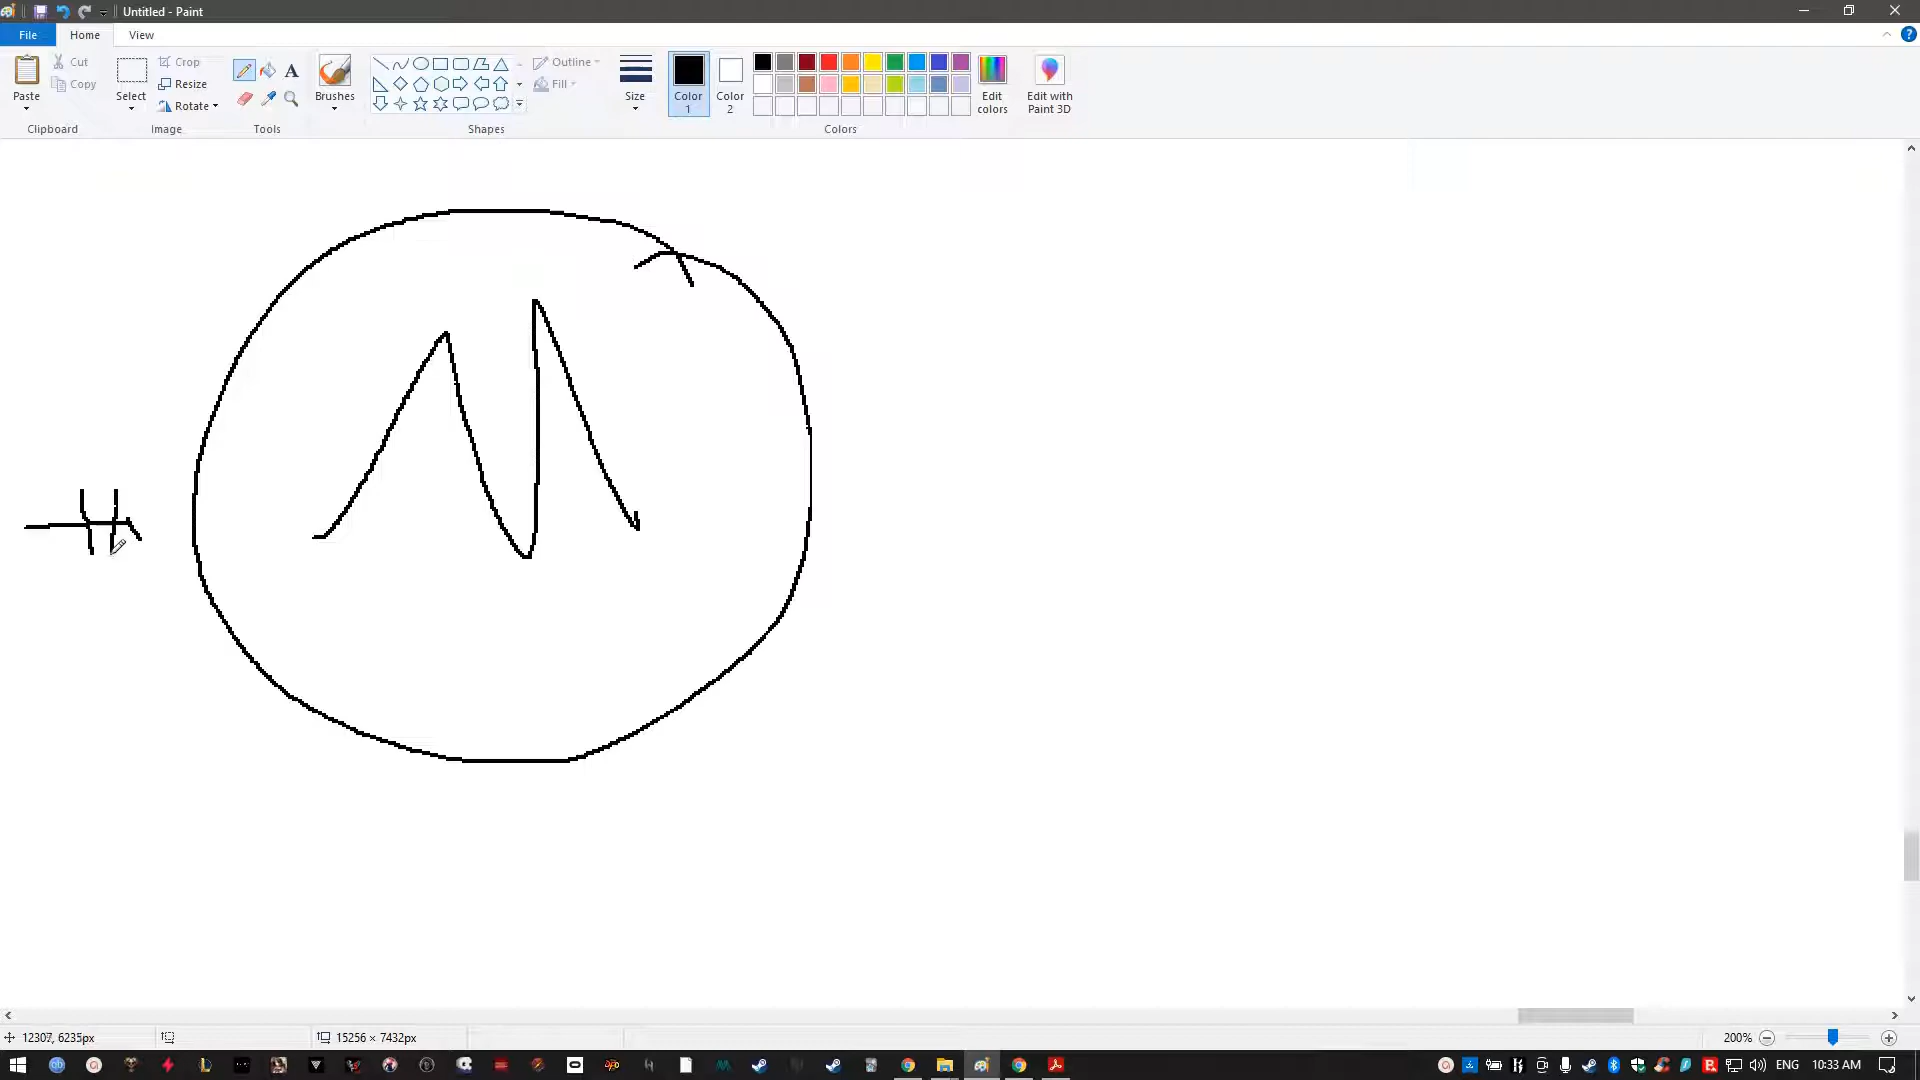 Untitled - Paint
File Home View
Paste
Cut
Copy
Clipboard
Select
Crop
Resize
Rotate
Image
A
Tools
Brushes
Outline
Fill
Shapes
Size
Color 1
Color 2
Edit colors
Edit with Paint 3D
Colors
M
12307, 6235px
15256 × 7432px
200%
ENG
10:33 AM